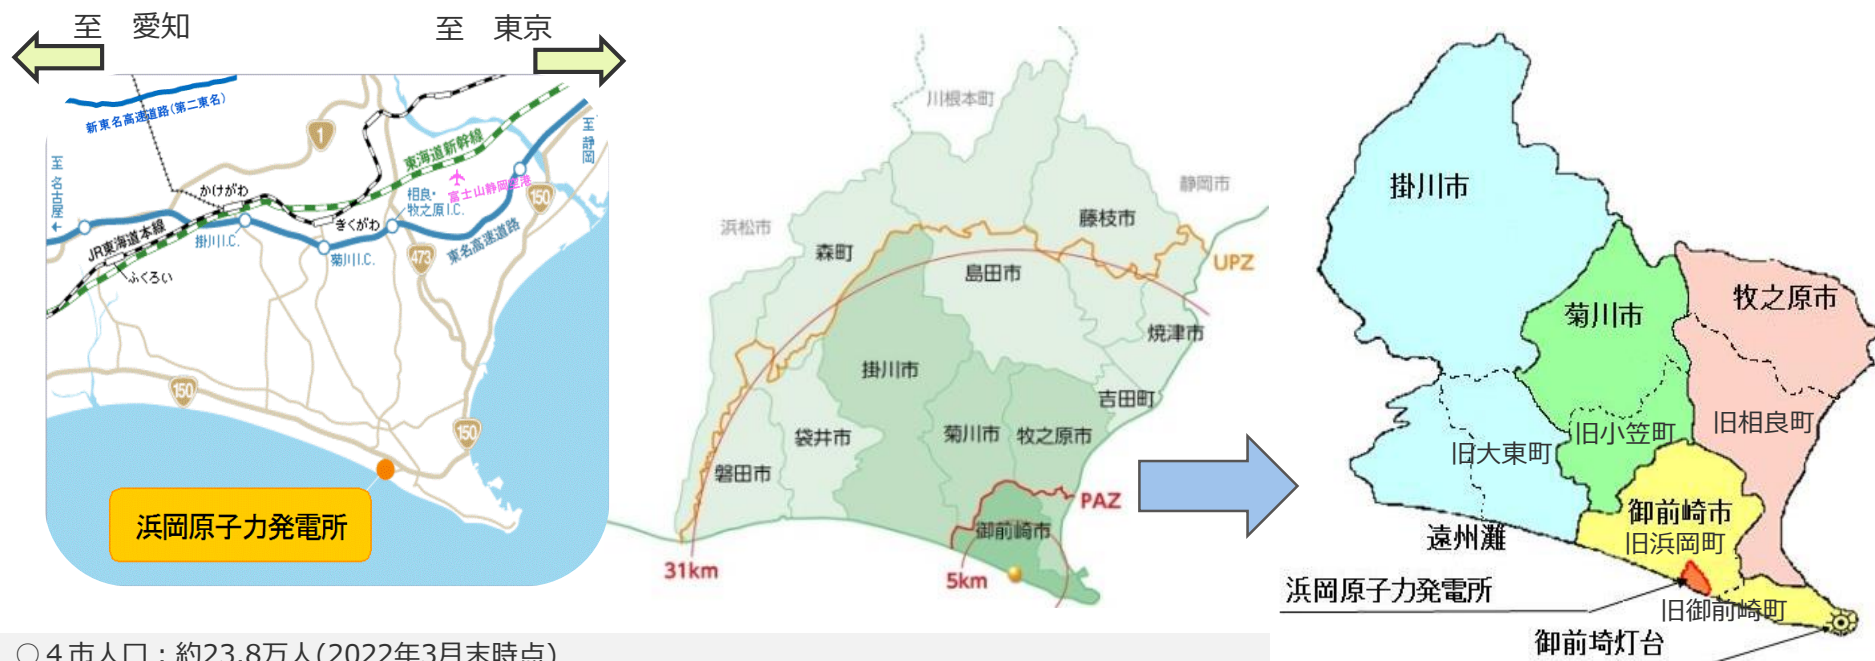 至 愛知
至 東京
新東名高速道路(第二東名)
1
至 静岡
東海道新幹線
富士山静岡空港
150
至 名古屋
かけがわ
相良・
牧之原I.C.
きくがわ
JR東海道本線
掛川I.C.
菊川I.C.
473
東名高速道路
ふくろい
150
150
浜岡原子力発電所
川根本町
静岡市
浜松市
藤枝市
森町
島田市
UPZ
焼津市
掛川市
吉田町
袋井市
菊川市
牧之原市
磐田市
PAZ
御前崎市
31km
5km
掛川市
菊川市
牧之原市
旧相良町
旧小笠町
旧大東町
御前崎市
旧浜岡町
遠州灘
浜岡原子力発電所
旧御前崎町
御前埼灯台
○４市人口：約23.8万人(2022年3月末時点)